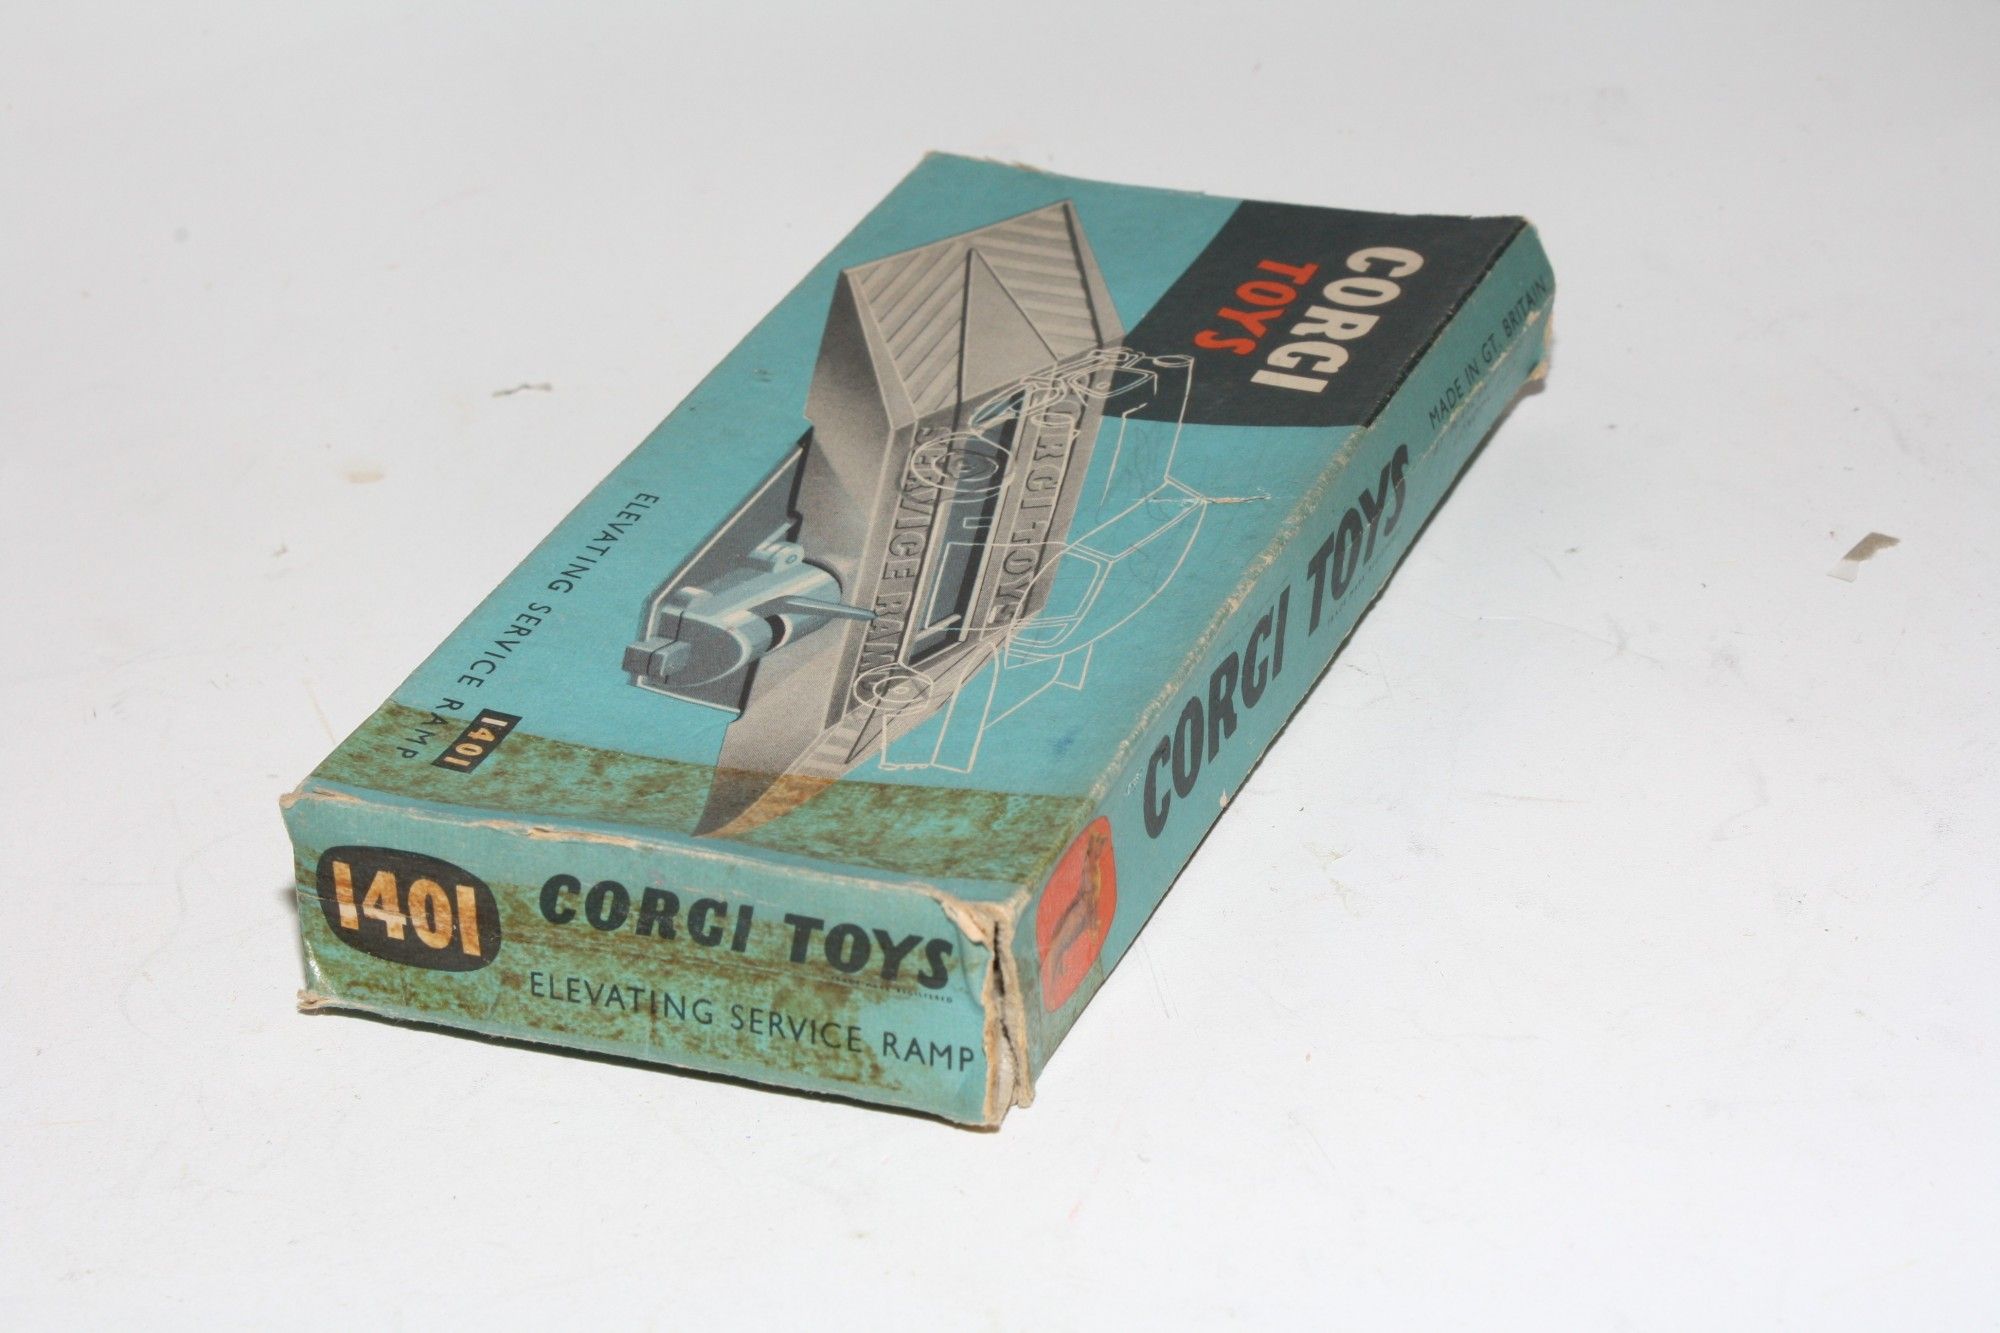 CORGI
TOYS
CORGI TOYS
SERVICE RAMP
ELEVATING SERVICE RAMP
1401
CORGI TOYS
MADE IN GT. BRITAIN
1401
CORGI TOYS
ELEVATING SERVICE RAMP